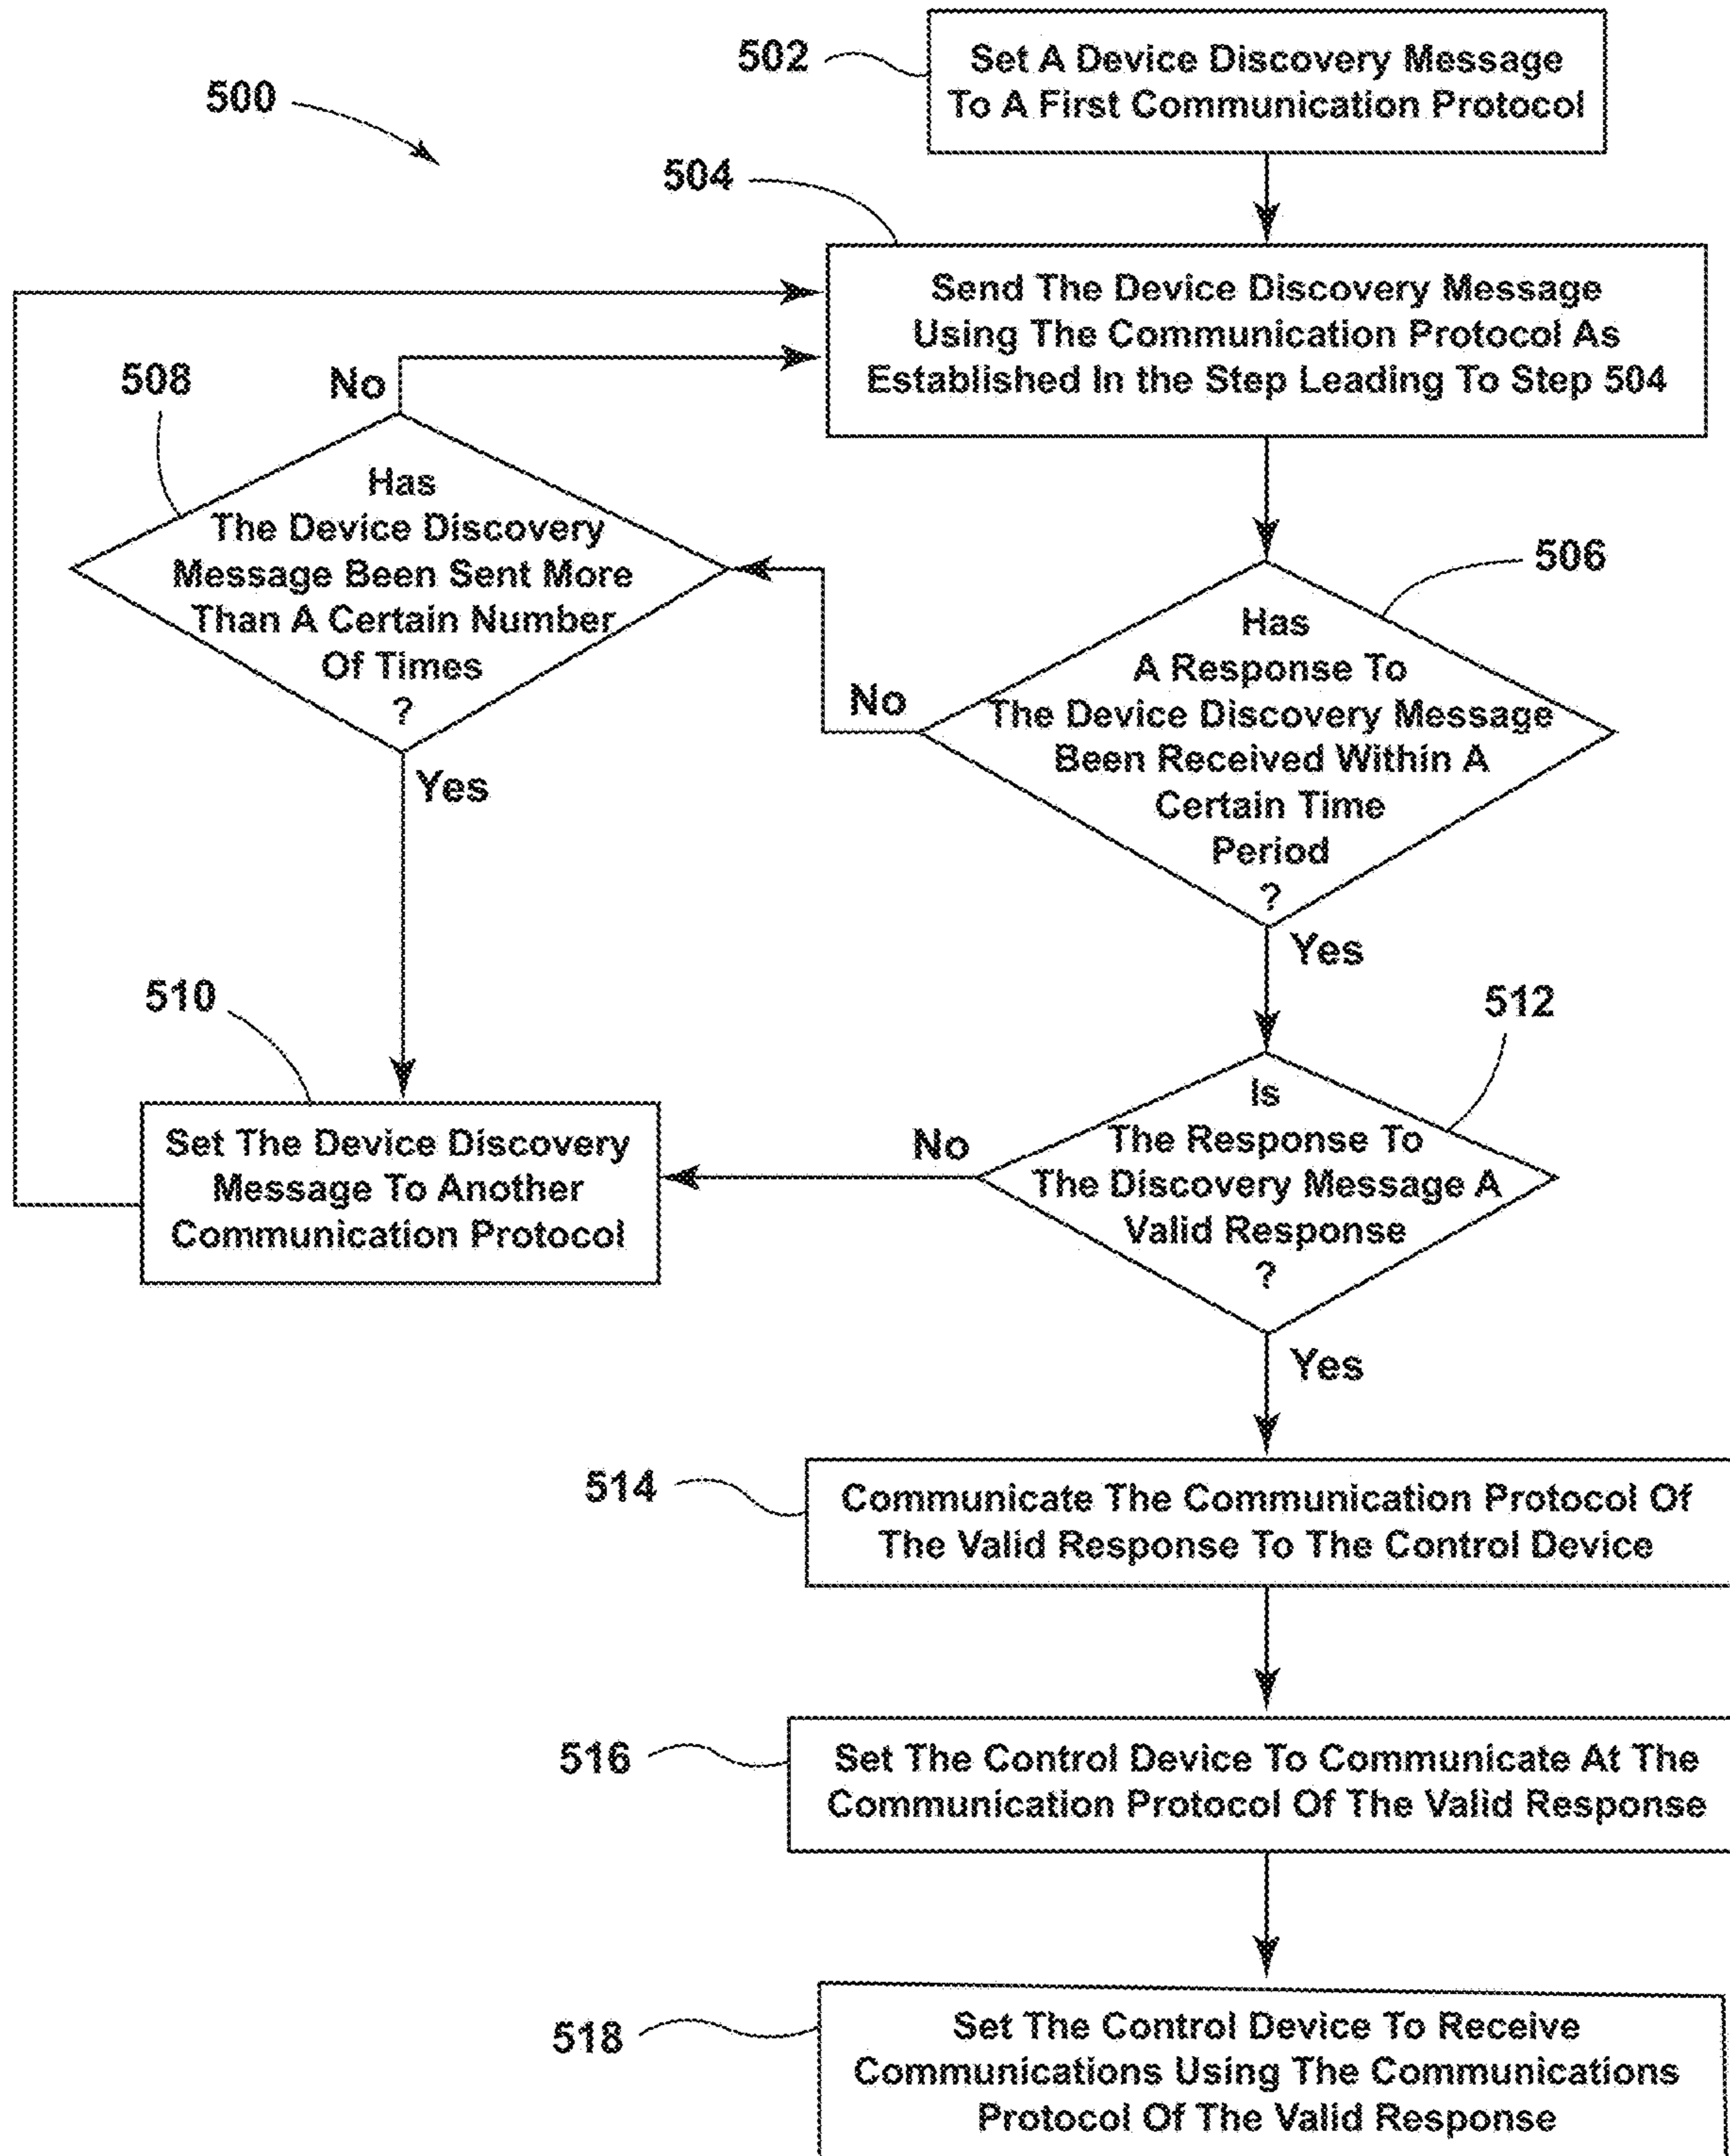 502
Set A Device Discovery Message
To A First Communication Protocol
500
504
Send The Device Discovery Message
Using The Communication Protocol As
Established In the Step Leading To Step 504
508
No
Has
The Device Discovery
Message Been Sent More
Than A Certain Number
Of Times
?
Yes
506
Has
A Response To
The Device Discovery Message
Been Received Within A
Certain Time
Period
?
No
Yes
510
Set The Device Discovery
Message To Another
Communication Protocol
512
Is
The Response To
The Discovery Message A
Valid Response
?
No
Yes
514
Communicate The Communication Protocol Of
The Valid Response To The Control Device
516
Set The Control Device To Communicate At The
Communication Protocol Of The Valid Response
518
Set The Control Device To Receive
Communications Using The Communications
Protocol Of The Valid Response